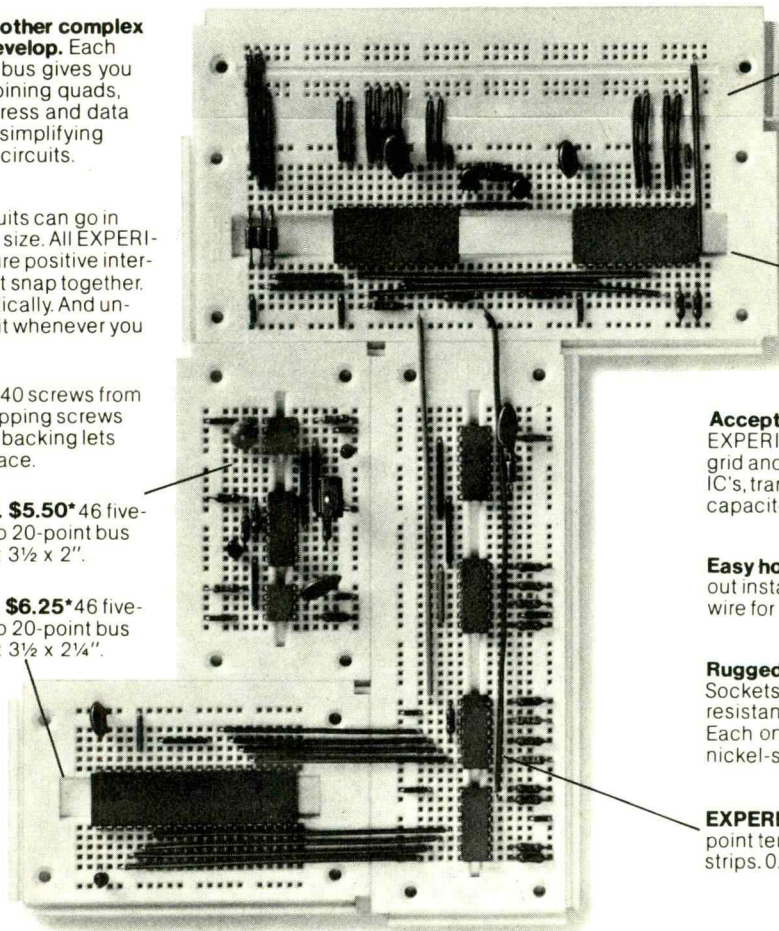 other complex
evelop. Each
bus gives you
bining quads,
ress and data
simplifying
circuits.
uits can go in
size. All EXPERI-
ure positive inter-
t snap together.
ically. And un-
it whenever you
40 screws from
pping screws
backing lets
ace.
. $5.50* 46 five-
o 20-point bus
x 3½ x 2".
$6.25* 46 five-
o 20-point bus
x 3½ x 2¼".
Accept
EXPERI
grid and
IC's, tran
capacito
Easy ho
out insta
wire for
Rugged
Sockets
resistan
Each on
nickel-s
EXPERI
point ter
strips. 0.